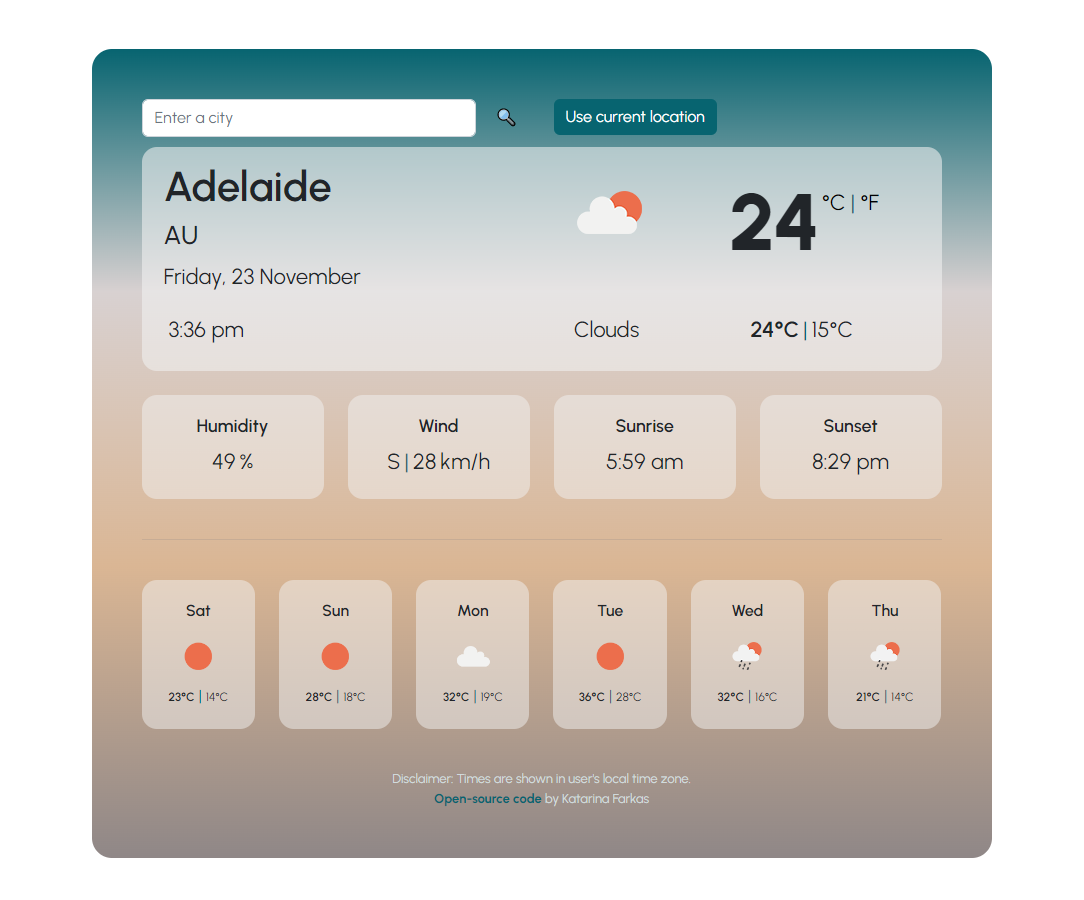 Enter a city
Use current location
Adelaide
AU
Friday, 23 November
3:36 pm
24 °C | °F
Clouds
24°C | 15°C
Humidity
49 %
Wind
S | 28 km/h
Sunrise
5:59 am
Sunset
8:29 pm
Sat
23°C | 14°C
Sun
28°C | 18°C
Mon
32°C | 19°C
Tue
36°C | 28°C
Wed
32°C | 16°C
Thu
21°C | 14°C
Disclaimer: Times are shown in user's local time zone.
Open-source code by Katarina Farkas